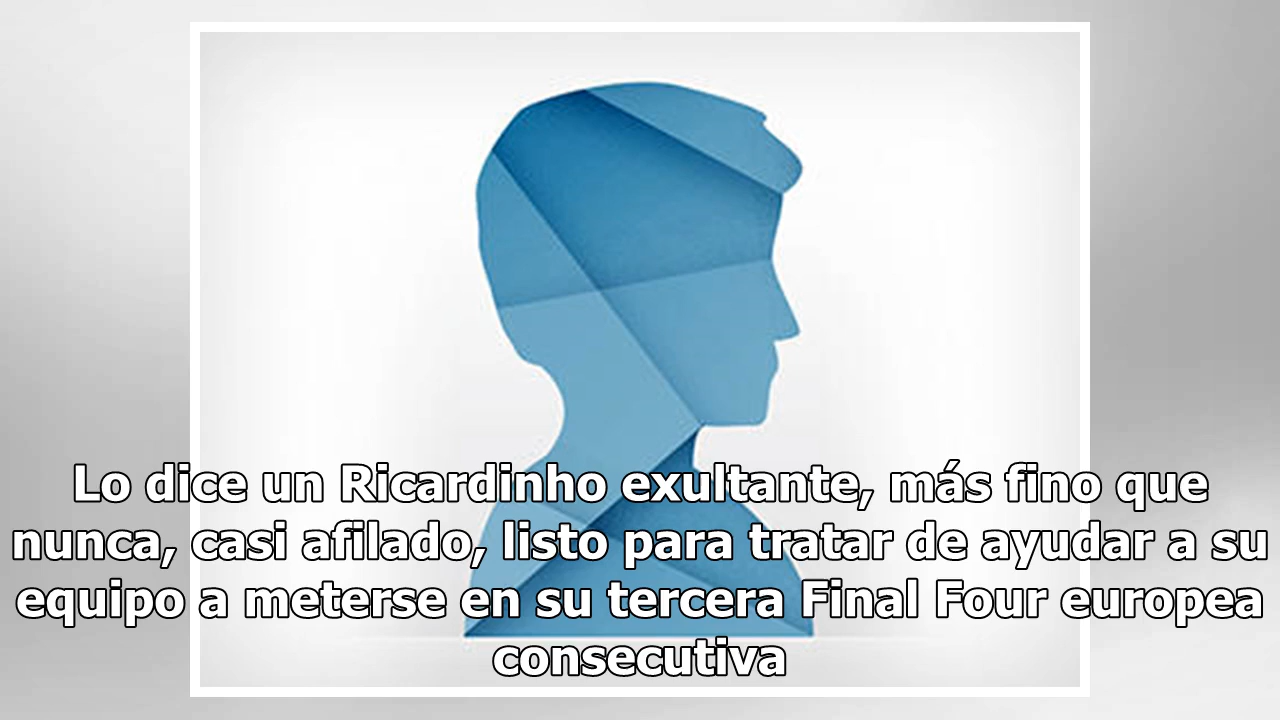 Lo dice un Ricardinho exultante, más fino que
nunca, casi afilado, listo para tratar de ayudar a su
equipo a meterse en su tercera Final Four europea
consecutiva